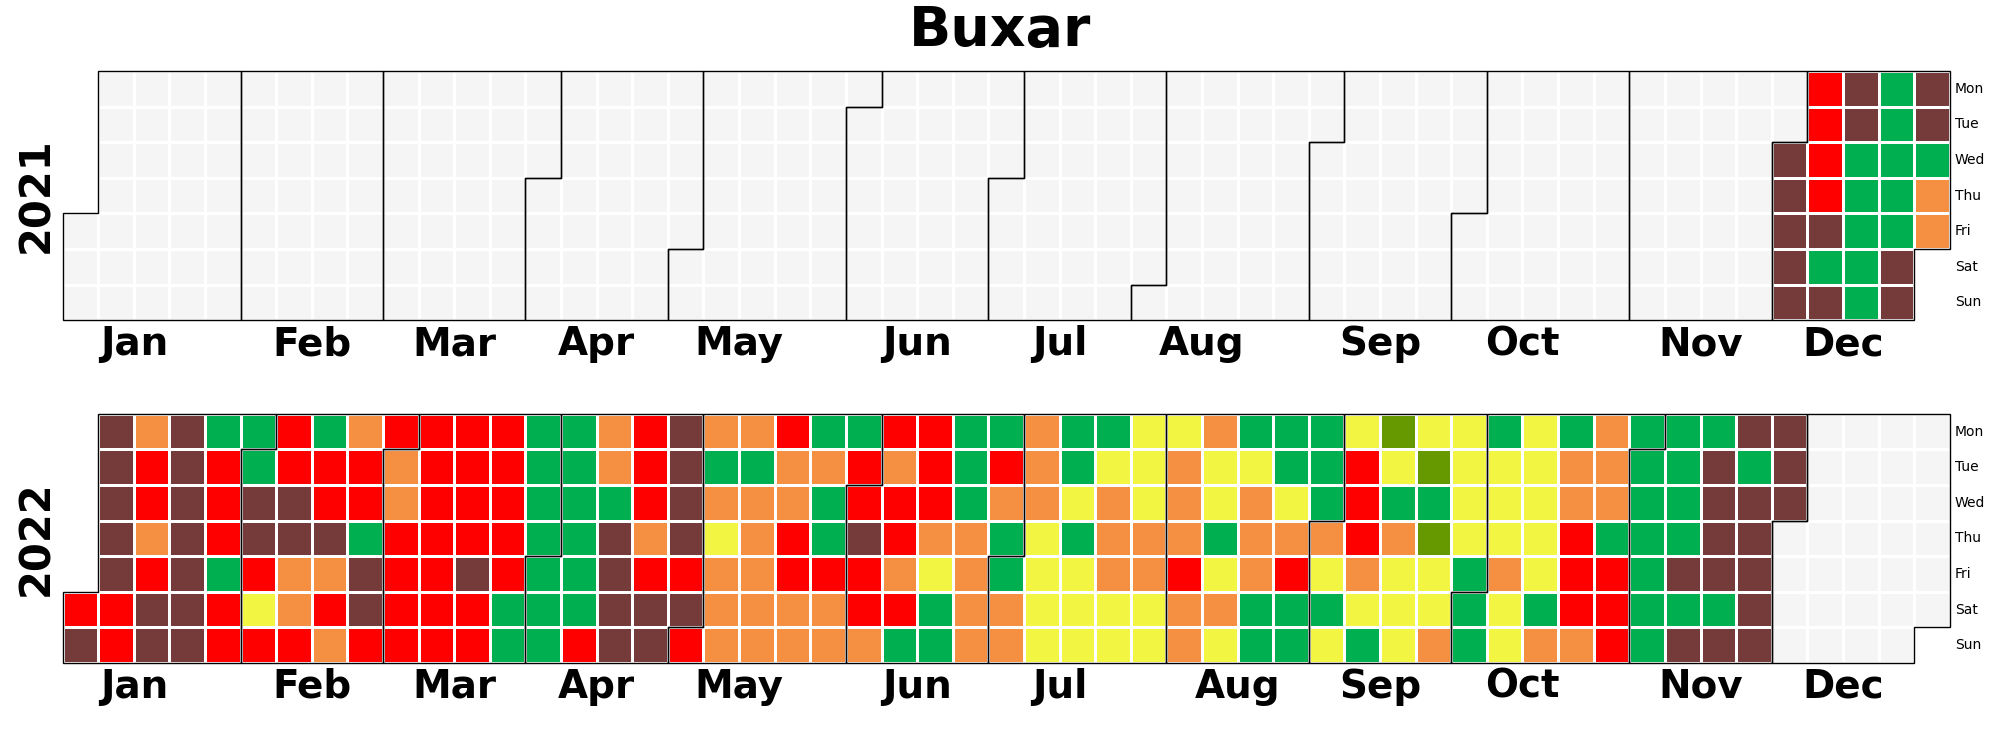 Buxar
2021
Mon
Tue
Wed
Thu
Fri
Sat
Sun
Jan Feb Mar Apr May Jun Jul Aug Sep Oct Nov Dec
2022
Mon
Tue
Wed
Thu
Fri
Sat
Sun
Jan Feb Mar Apr May Jun Jul Aug Sep Oct Nov Dec